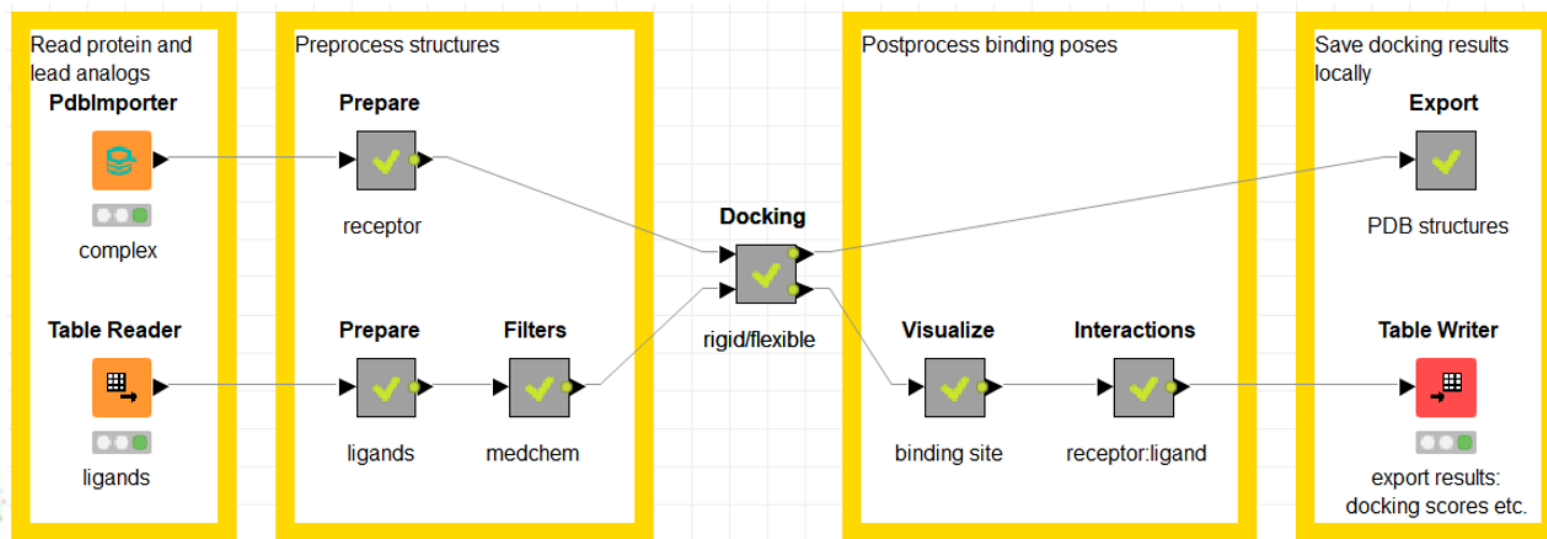 Read protein and
lead analogs
PdbImporter
complex
Table Reader
ligands
Preprocess structures
Prepare
receptor
Prepare
ligands
Filters
medchem
Docking
rigid/flexible
Postprocess binding poses
Visualize
binding site
Interactions
receptor:ligand
Save docking results
locally
Export
PDB structures
Table Writer
export results:
docking scores etc.